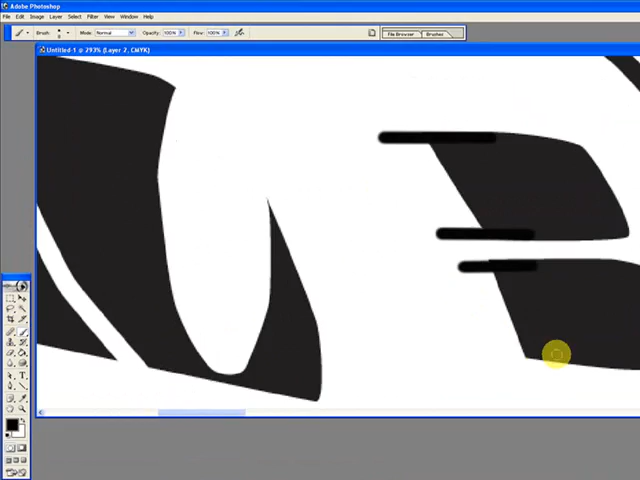 Adobe Photoshop
File Edit Image Layer Select Filter View Window Help
Brush: Mode: Normal Opacity: 100% Flow: 100% File Browser Brushes
Untitled-1 @ 293% (Layer 2, CMYK)
T